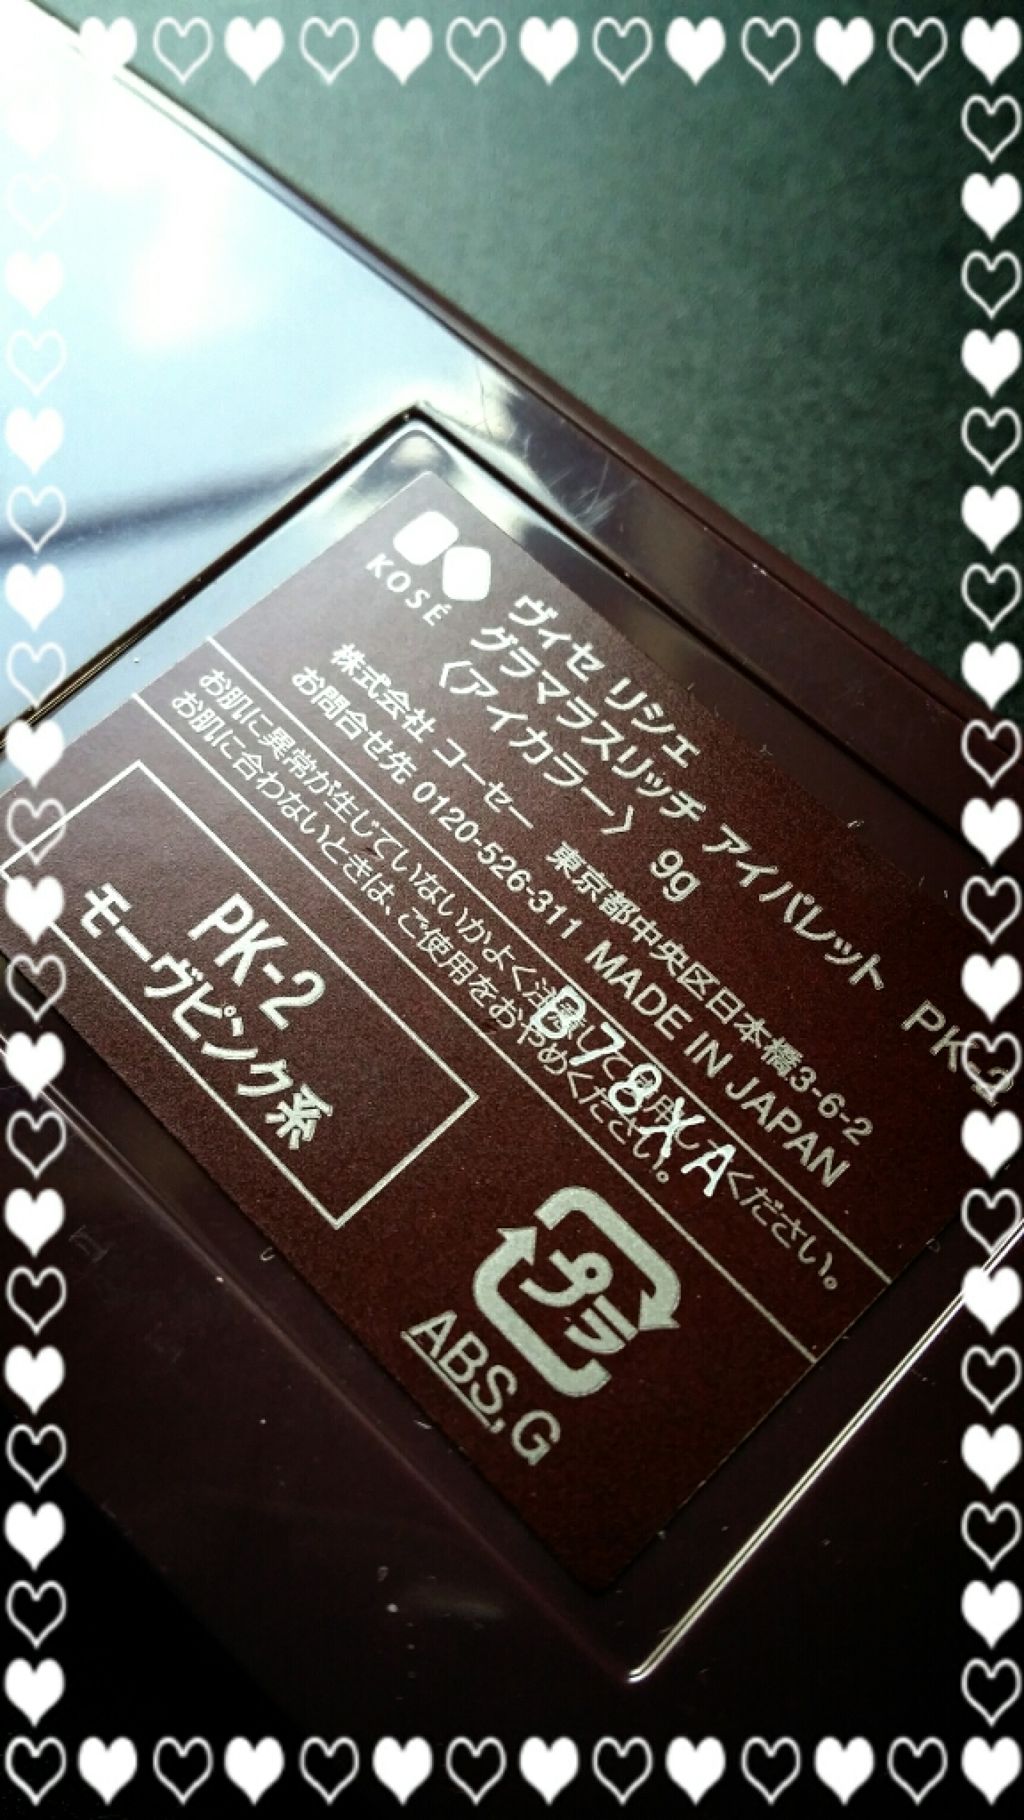 KOSÉ
ヴィセ リシェ
グラマラスリッチ アイパレット PK-2
〈アイカラー〉 9g
株式会社 コーセー 東京都中央区日本橋3-6-2
お問合せ先 0120-526-311 MADE IN JAPAN
お肌に異常が生じていないかよく注意して使用してください。
お肌に合わないときは、ご使用をおやめください。
B78XA
PK-2
モーヴピンク系
プラ
ABS,G